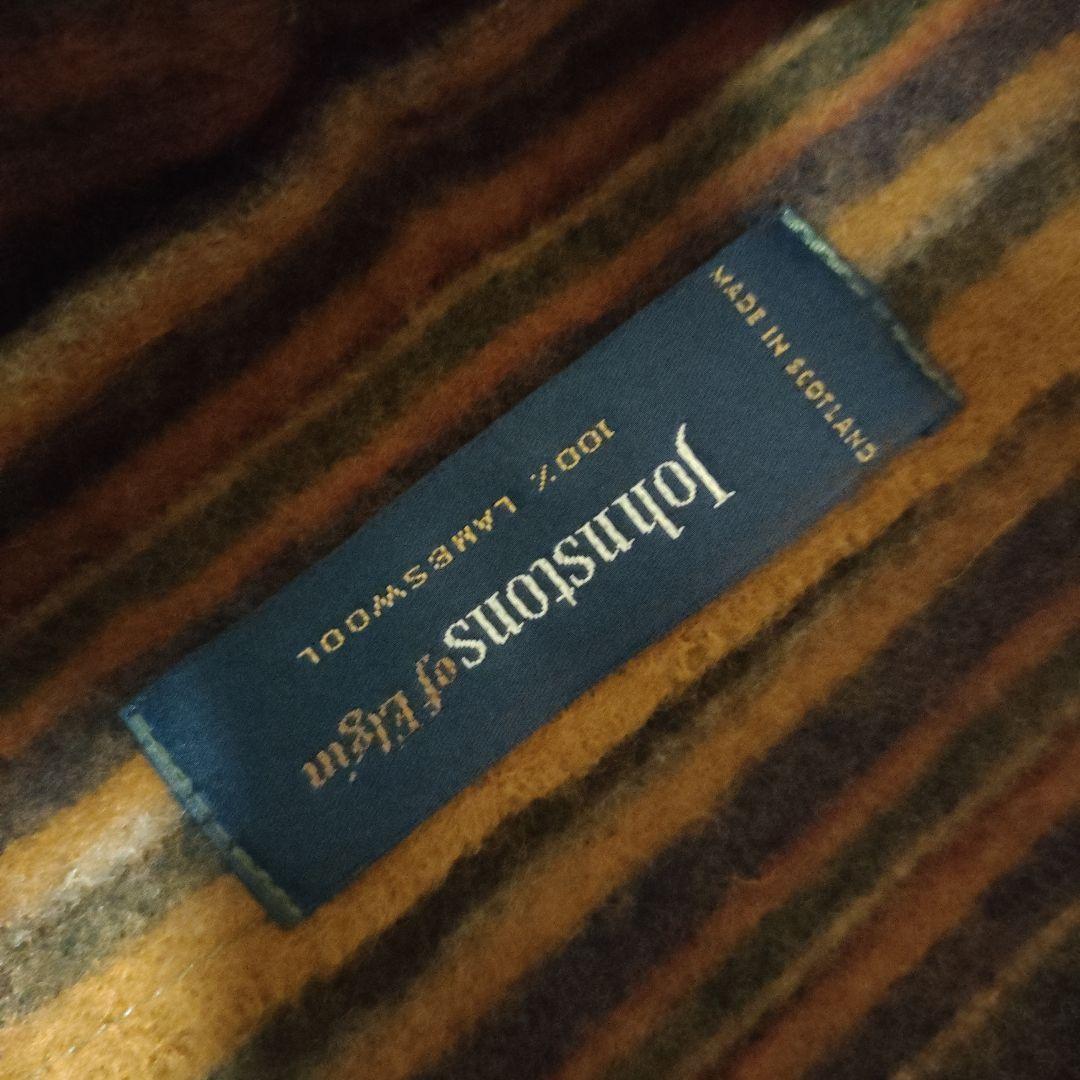 Johnstons of Elgin
100% LAMBSWOOL
MADE IN SCOTLAND